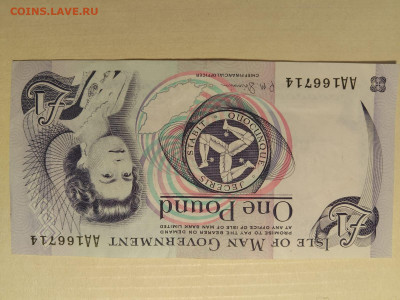 COINS.LAVE.RU
ISLE OF MAN GOVERNMENT
PROMISE TO PAY THE BEARER ON DEMAND
AT ANY OFFICE OF ISLE OF MAN BANK LIMITED
£1
AA166714
One Pound
QUOCUNQUE JECERIS STABIT
CHIEF FINANCIAL OFFICER
AA166714
£1